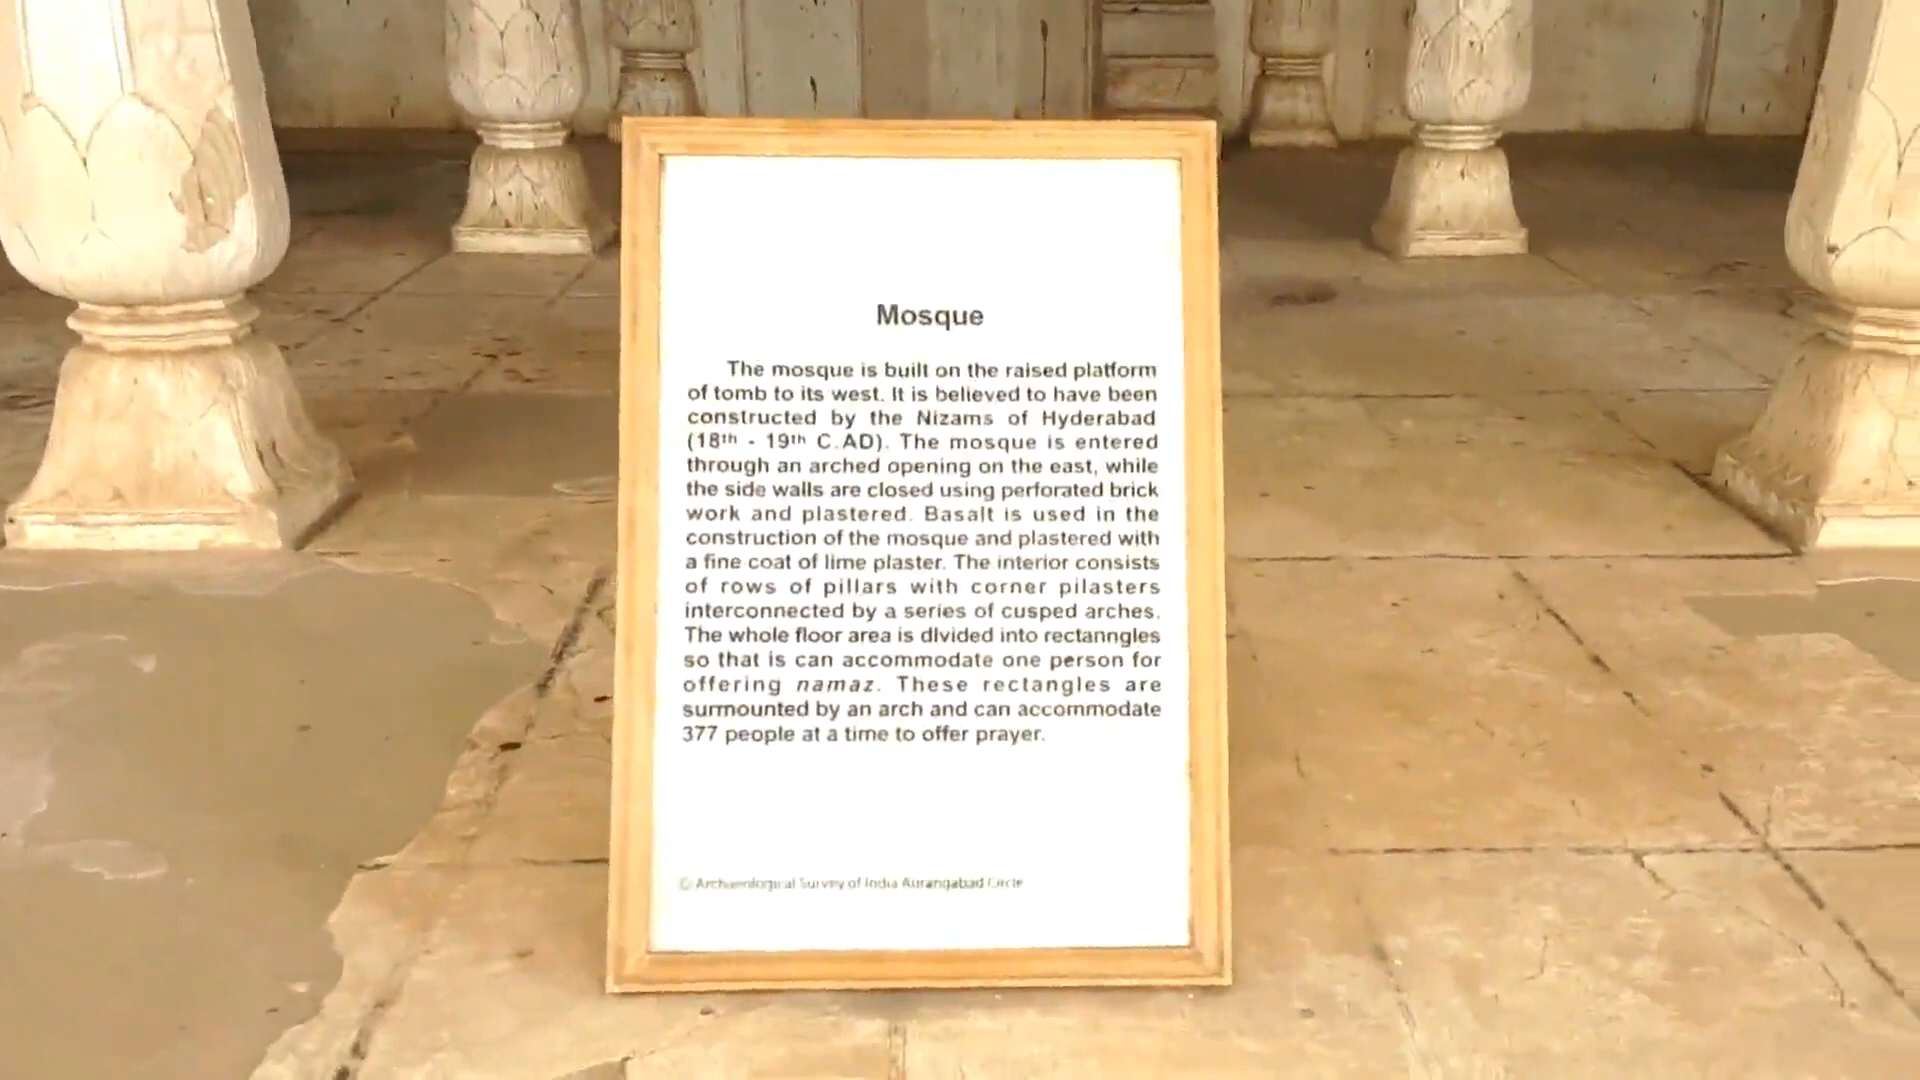 Mosque
The mosque is built on the raised platform
of tomb to its west. It is believed to have been
constructed by the Nizams of Hyderabad
(18th - 19th C.AD). The mosque is entered
through an arched opening on the east, while
the side walls are closed using perforated brick
work and plastered. Basalt is used in the
construction of the mosque and plastered with
a fine coat of lime plaster. The interior consists
of rows of pillars with corner pilasters
interconnected by a series of cusped arches.
The whole floor area is divided into rectanngles
so that is can accommodate one person for
offering namaz. These rectangles are
surmounted by an arch and can accommodate
377 people at a time to offer prayer.
© Archaeological Survey of India Aurangabad Circle